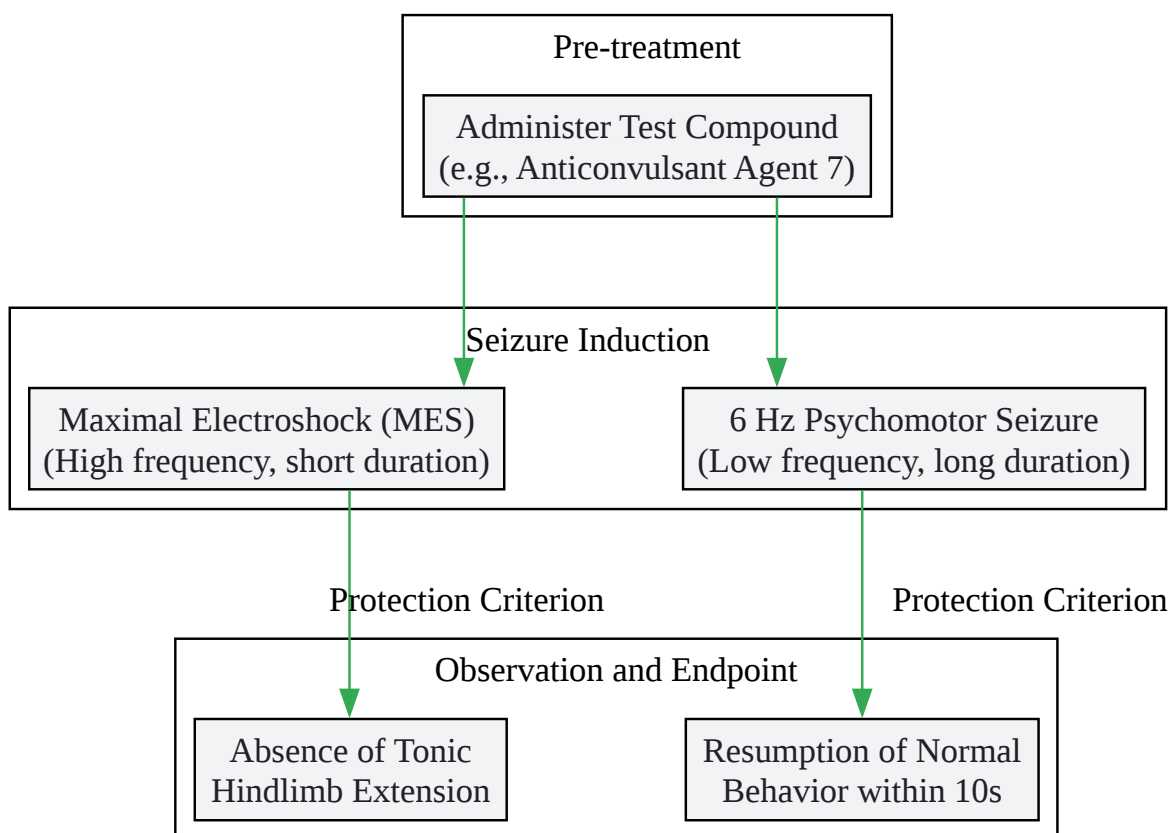 Pre-treatment
Administer Test Compound
(e.g., Anticonvulsant Agent 7)
Seizure Induction
Maximal Electroshock (MES)
(High frequency, short duration)
6 Hz Psychomotor Seizure
(Low frequency, long duration)
Protection Criterion
Protection Criterion
Observation and Endpoint
Absence of Tonic
Hindlimb Extension
Resumption of Normal
Behavior within 10s